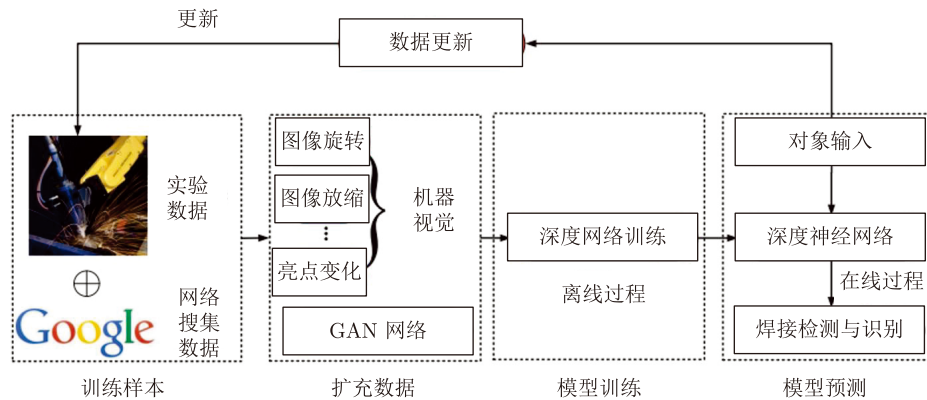 更新
数据更新
实验
数据
网络
搜集
数据
Google
训练样本
图像旋转
图像放缩
⋮
亮点变化
机器
视觉
GAN 网络
扩充数据
深度网络训练
离线过程
模型训练
对象输入
深度神经网络
在线过程
焊接检测与识别
模型预测